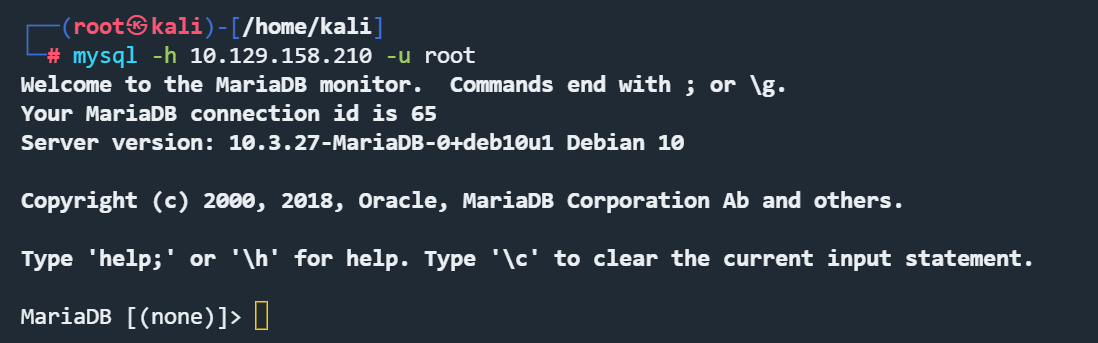 ┌──(root㉿kali)-[/home/kali]
└─# mysql -h 10.129.158.210 -u root
Welcome to the MariaDB monitor.  Commands end with ; or \g.
Your MariaDB connection id is 65
Server version: 10.3.27-MariaDB-0+deb10u1 Debian 10
Copyright (c) 2000, 2018, Oracle, MariaDB Corporation Ab and others.
Type 'help;' or '\h' for help. Type '\c' to clear the current input statement.
MariaDB [(none)]>